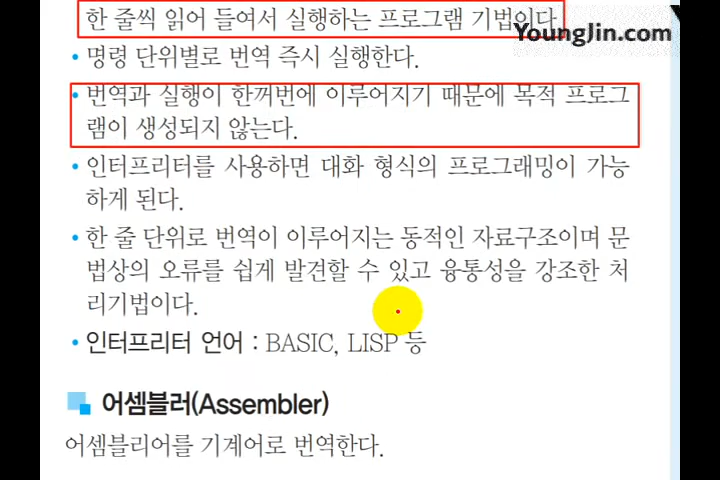 한 줄씩 읽어 들여서 실행하는 프로그램 기법이다.
YoungJin.com
• 명령 단위별로 번역 즉시 실행한다.
• 번역과 실행이 한꺼번에 이루어지기 때문에 목적 프로그
램이 생성되지 않는다.
• 인터프리터를 사용하면 대화 형식의 프로그래밍이 가능
하게 된다.
• 한 줄 단위로 번역이 이루어지는 동적인 자료구조이며 문
법상의 오류를 쉽게 발견할 수 있고 융통성을 강조한 처
리기법이다.
• 인터프리터 언어 : BASIC, LISP 등
어셈블러(Assembler)
어셈블리어를 기계어로 번역한다.